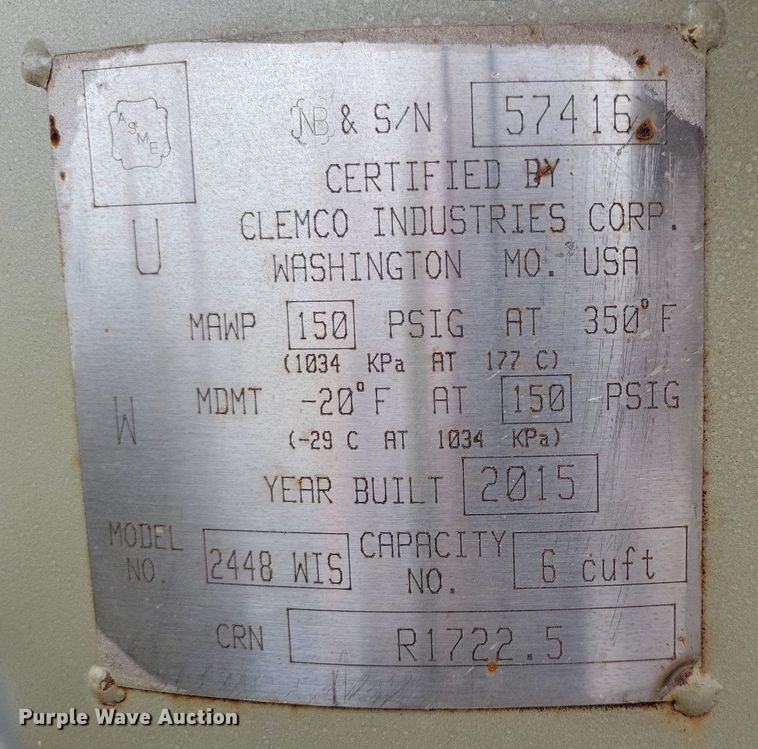 ASME
NB & S/N 57416
CERTIFIED BY
U
CLEMCO INDUSTRIES CORP.
WASHINGTON MO. USA
MAWP 150 PSIG AT 350°F
(1034 KPa AT 177 C)
W
MDMT -20°F AT 150 PSIG
(-29 C AT 1034 KPa)
YEAR BUILT 2015
MODEL NO. 2448 WIS CAPACITY NO. 6 cuft
CRN R1722.5
Purple Wave Auction